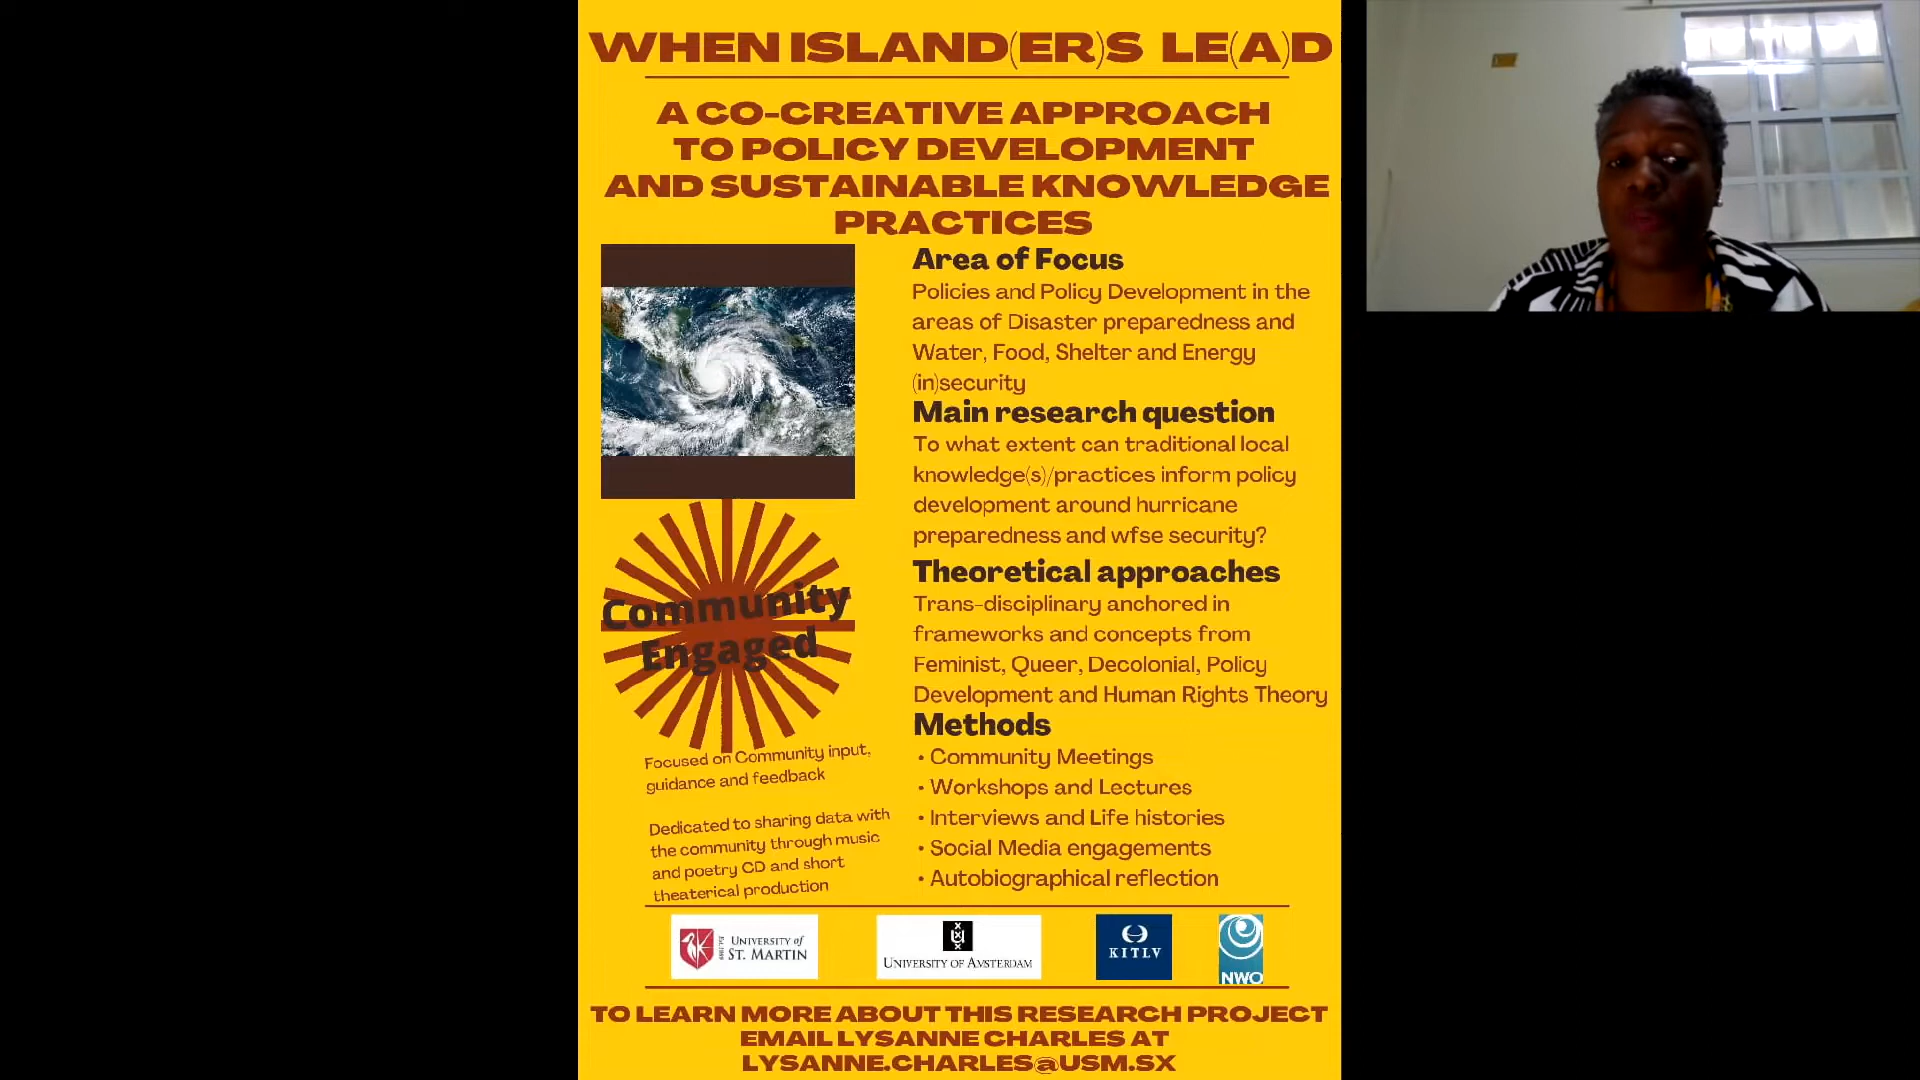 WHEN ISLAND(ER)S LE(A)D
A CO-CREATIVE APPROACH
TO POLICY DEVELOPMENT
AND SUSTAINABLE KNOWLEDGE
PRACTICES
Area of Focus
Policies and Policy Development in the
areas of Disaster preparedness and
Water, Food, Shelter and Energy
(in)security
Main research question
To what extent can traditional local
knowledge(s)/practices inform policy
development around hurricane
preparedness and wfse security?
Theoretical approaches
Trans-disciplinary anchored in
frameworks and concepts from
Feminist, Queer, Decolonial, Policy
Development and Human Rights Theory
Methods
• Community Meetings
• Workshops and Lectures
• Interviews and Life histories
• Social Media engagements
• Autobiographical reflection
Community
Engaged
Focused on Community input,
guidance and feedback
Dedicated to sharing data with
the community through music
and poetry CD and short
theaterical production
UNIVERSITY of
ST. MARTIN
Est. 1989
UNIVERSITY OF AMSTERDAM
KITLV
NWO
TO LEARN MORE ABOUT THIS RESEARCH PROJECT
EMAIL LYSANNE CHARLES AT
LYSANNE.CHARLES@USM.SX